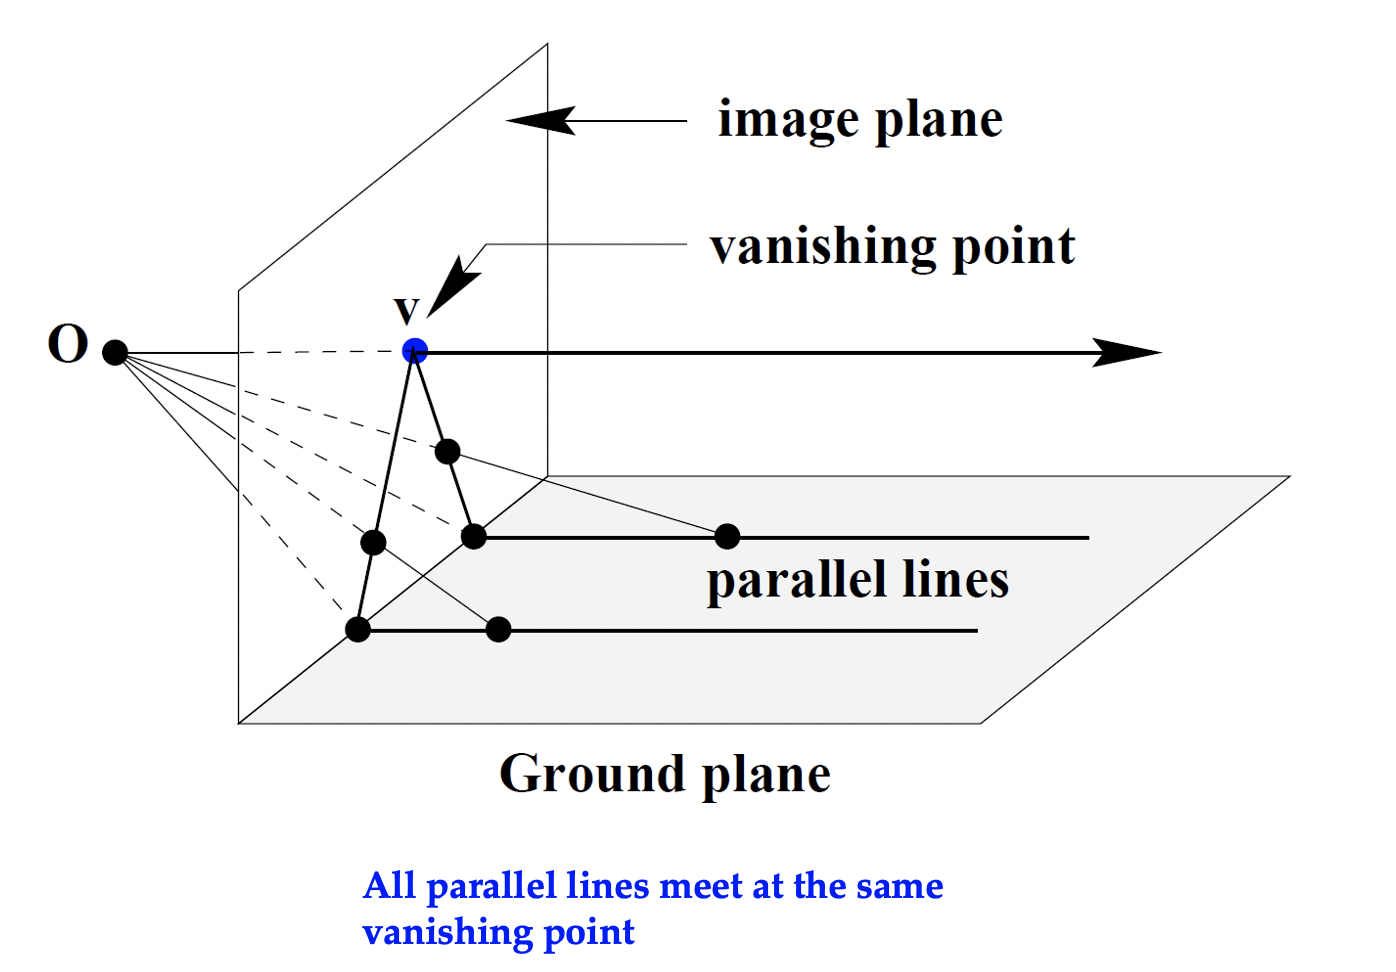 image plane
vanishing point
v
O
parallel lines
Ground plane
All parallel lines meet at the same
vanishing point